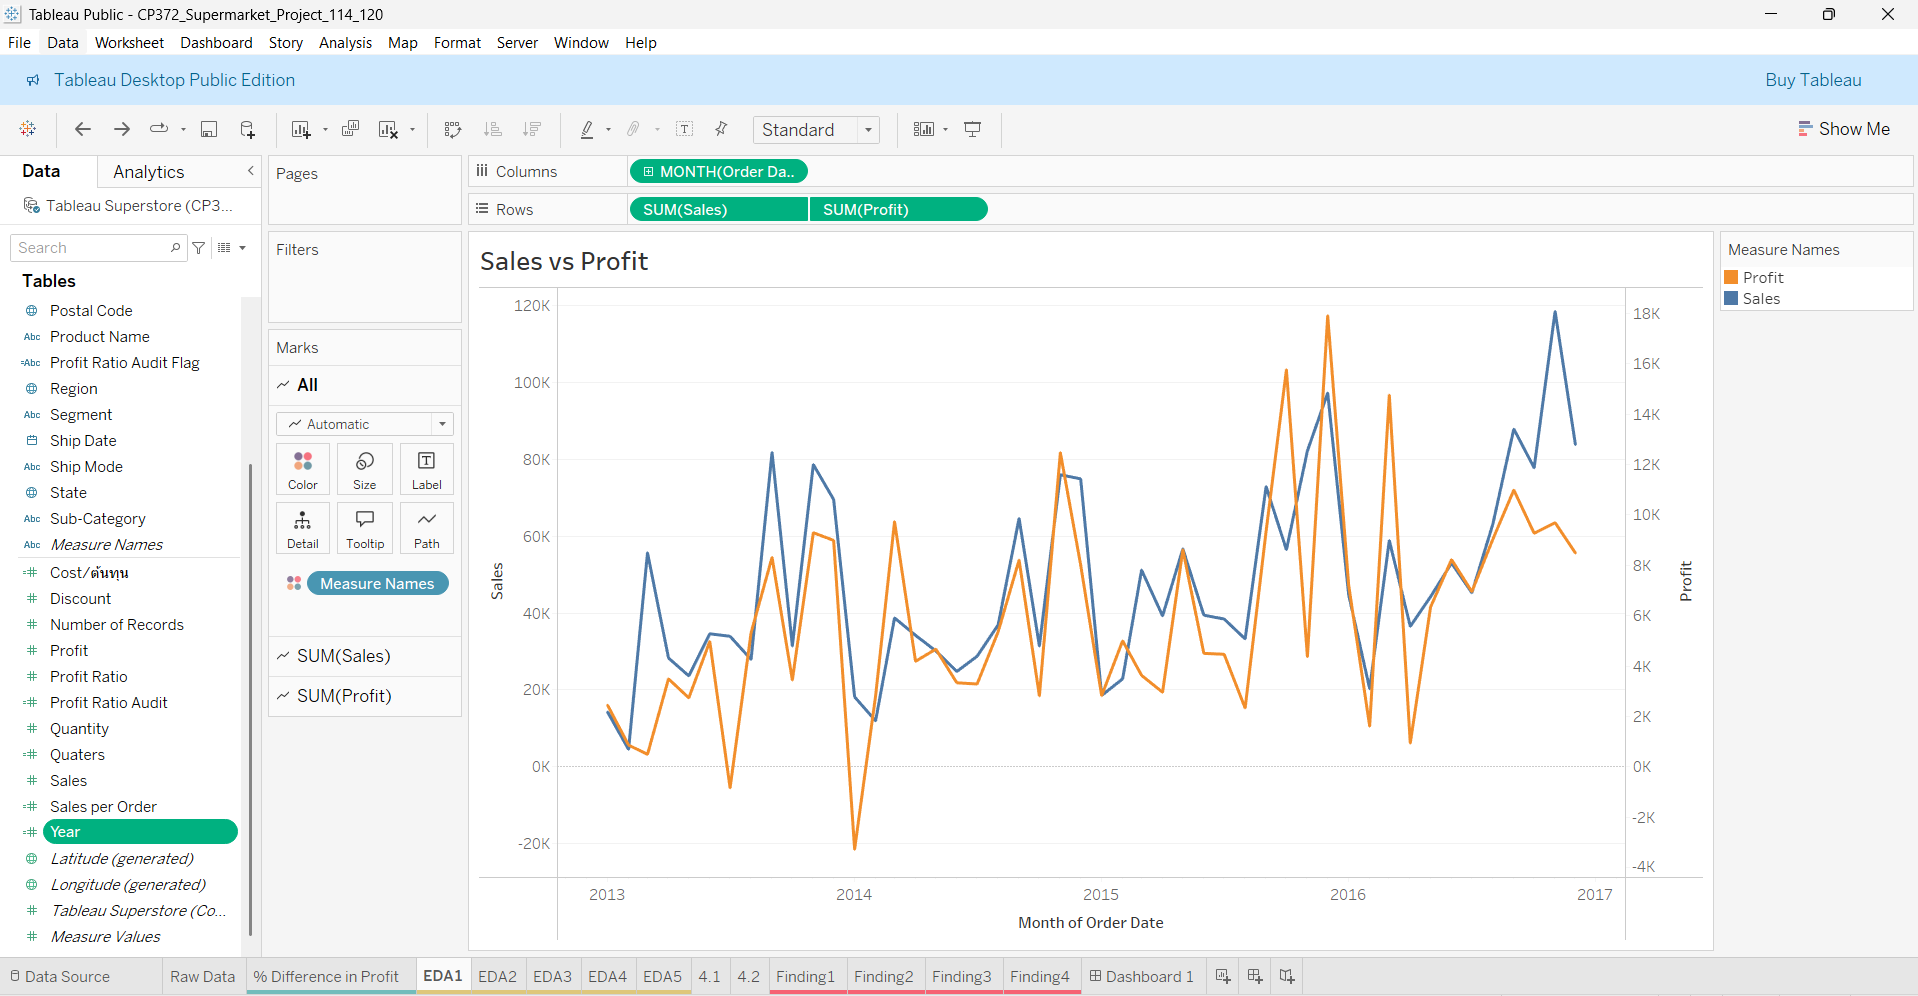 Tableau Public - CP372_Supermarket_Project_114_120
File Data Worksheet Dashboard Story Analysis Map Format Server Window Help
Tableau Desktop Public Edition
Buy Tableau
Standard
Show Me
Data
Analytics
Tableau Superstore (CP3...
Search
Tables
Postal Code
Abc Product Name
=Abc Profit Ratio Audit Flag
Region
Abc Segment
Ship Date
Abc Ship Mode
State
Abc Sub-Category
Abc Measure Names
=# Cost/ต้นทุน
# Discount
# Number of Records
# Profit
# Profit Ratio
=# Profit Ratio Audit
# Quantity
=# Quaters
# Sales
=# Sales per Order
=# Year
Latitude (generated)
Longitude (generated)
# Tableau Superstore (Co...
# Measure Values
Pages
Filters
Marks
All
Automatic
Color
Size
Label
Detail
Tooltip
Path
Measure Names
SUM(Sales)
SUM(Profit)
Columns
MONTH(Order Da..
Rows
SUM(Sales)
SUM(Profit)
Sales vs Profit
120K
100K
80K
60K
40K
20K
0K
-20K
Sales
18K
16K
14K
12K
10K
8K
6K
4K
2K
0K
-2K
-4K
Profit
2013
2014
2015
2016
2017
Month of Order Date
Measure Names
Profit
Sales
Data Source
Raw Data
% Difference in Profit
EDA1
EDA2
EDA3
EDA4
EDA5
4.1
4.2
Finding1
Finding2
Finding3
Finding4
Dashboard 1